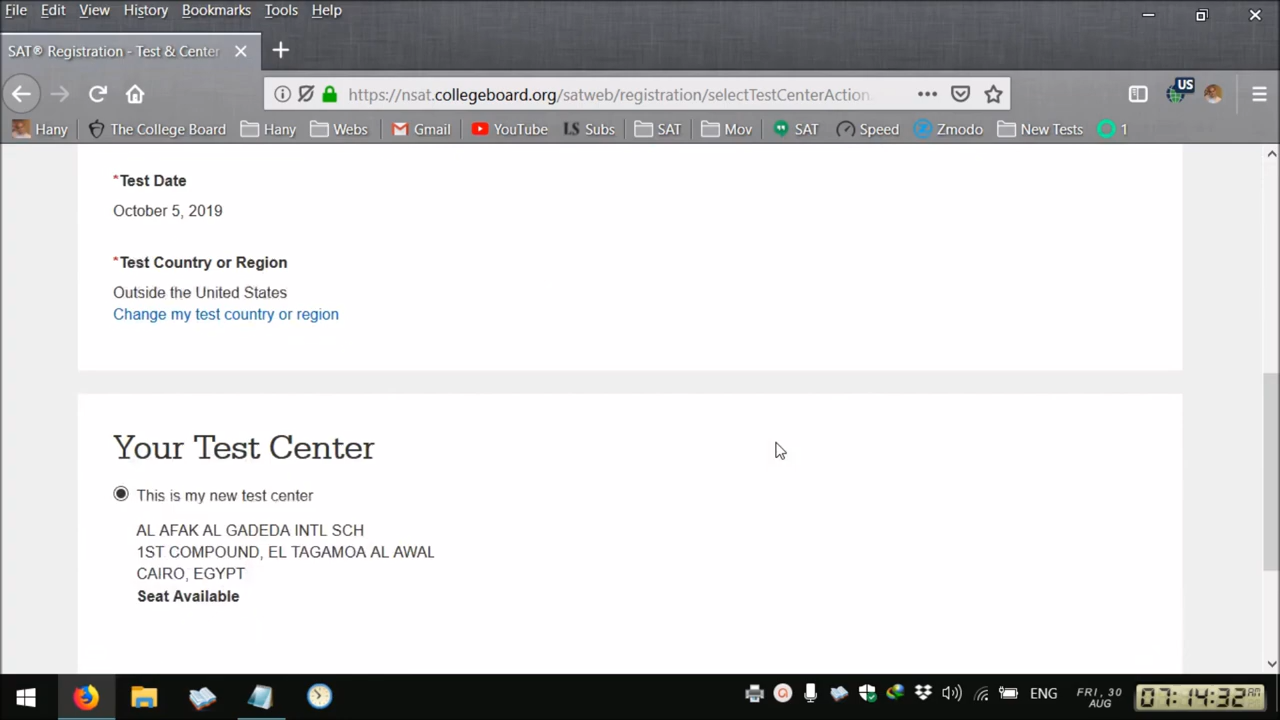 File Edit View History Bookmarks Tools Help
SAT® Registration - Test & Center
https://nsat.collegeboard.org/satweb/registration/selectTestCenterAction
US
Hany The College Board Hany Webs Gmail YouTube LS Subs SAT Mov SAT Speed Zmodo New Tests 1
*Test Date
October 5, 2019
*Test Country or Region
Outside the United States
Change my test country or region
Your Test Center
This is my new test center
AL AFAK AL GADEDA INTL SCH
1ST COMPOUND, EL TAGAMOA AL AWAL
CAIRO, EGYPT
Seat Available
ENG
FRI, 30
AUG
07:14:32 AM